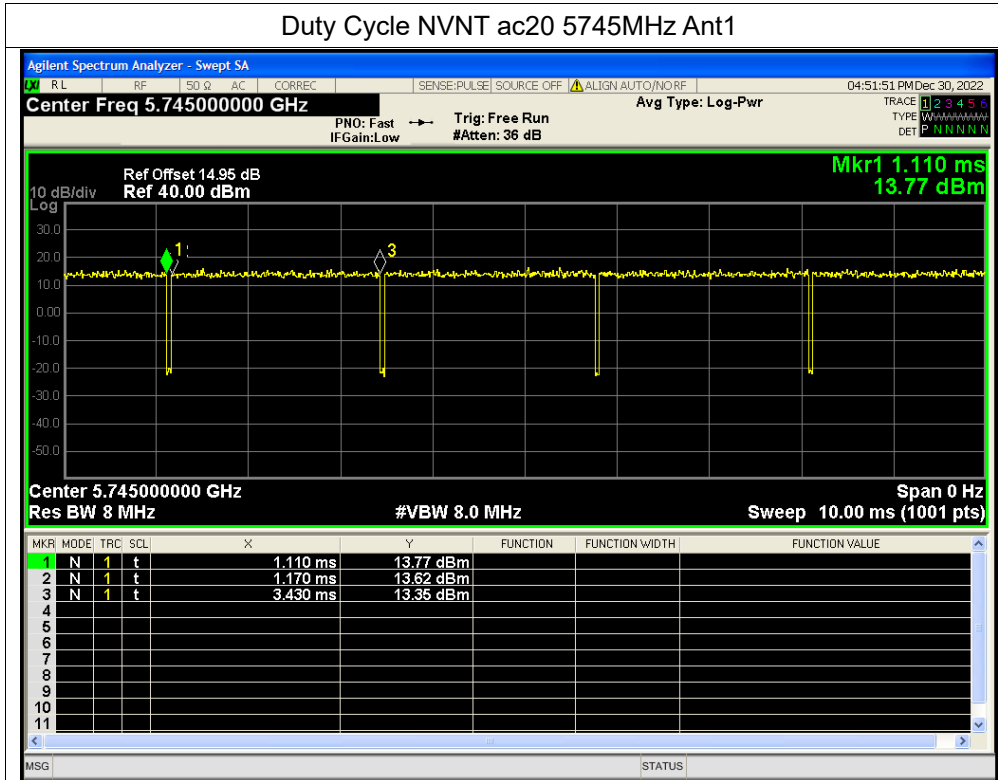 Duty Cycle NVNT ac20 5745MHz Ant1
Agilent Spectrum Analyzer - Swept SA
LXI RL RF 50 Ω AC CORREC SENSE:PULSE SOURCE OFF ALIGN AUTO/NO RF 04:51:51 PM Dec 30, 2022
Center Freq 5.745000000 GHz
PNO: Fast
IFGain:Low
Trig: Free Run
#Atten: 36 dB
Avg Type: Log-Pwr
TRACE 1 2 3 4 5 6
TYPE WWWWWW
DET P N N N N N
Mkr1 1.110 ms
13.77 dBm
Ref Offset 14.95 dB
10 dB/div Ref 40.00 dBm
Log
30.0
20.0
10.0
0.00
-10.0
-20.0
-30.0
-40.0
-50.0
1
3
Center 5.745000000 GHz Span 0 Hz
Res BW 8 MHz #VBW 8.0 MHz Sweep 10.00 ms (1001 pts)
MKR MODE TRC SCL X Y FUNCTION FUNCTION WIDTH FUNCTION VALUE
1 N 1 t 1.110 ms 13.77 dBm
2 N 1 t 1.170 ms 13.62 dBm
3 N 1 t 3.430 ms 13.35 dBm
4
5
6
7
8
9
10
11
MSG STATUS